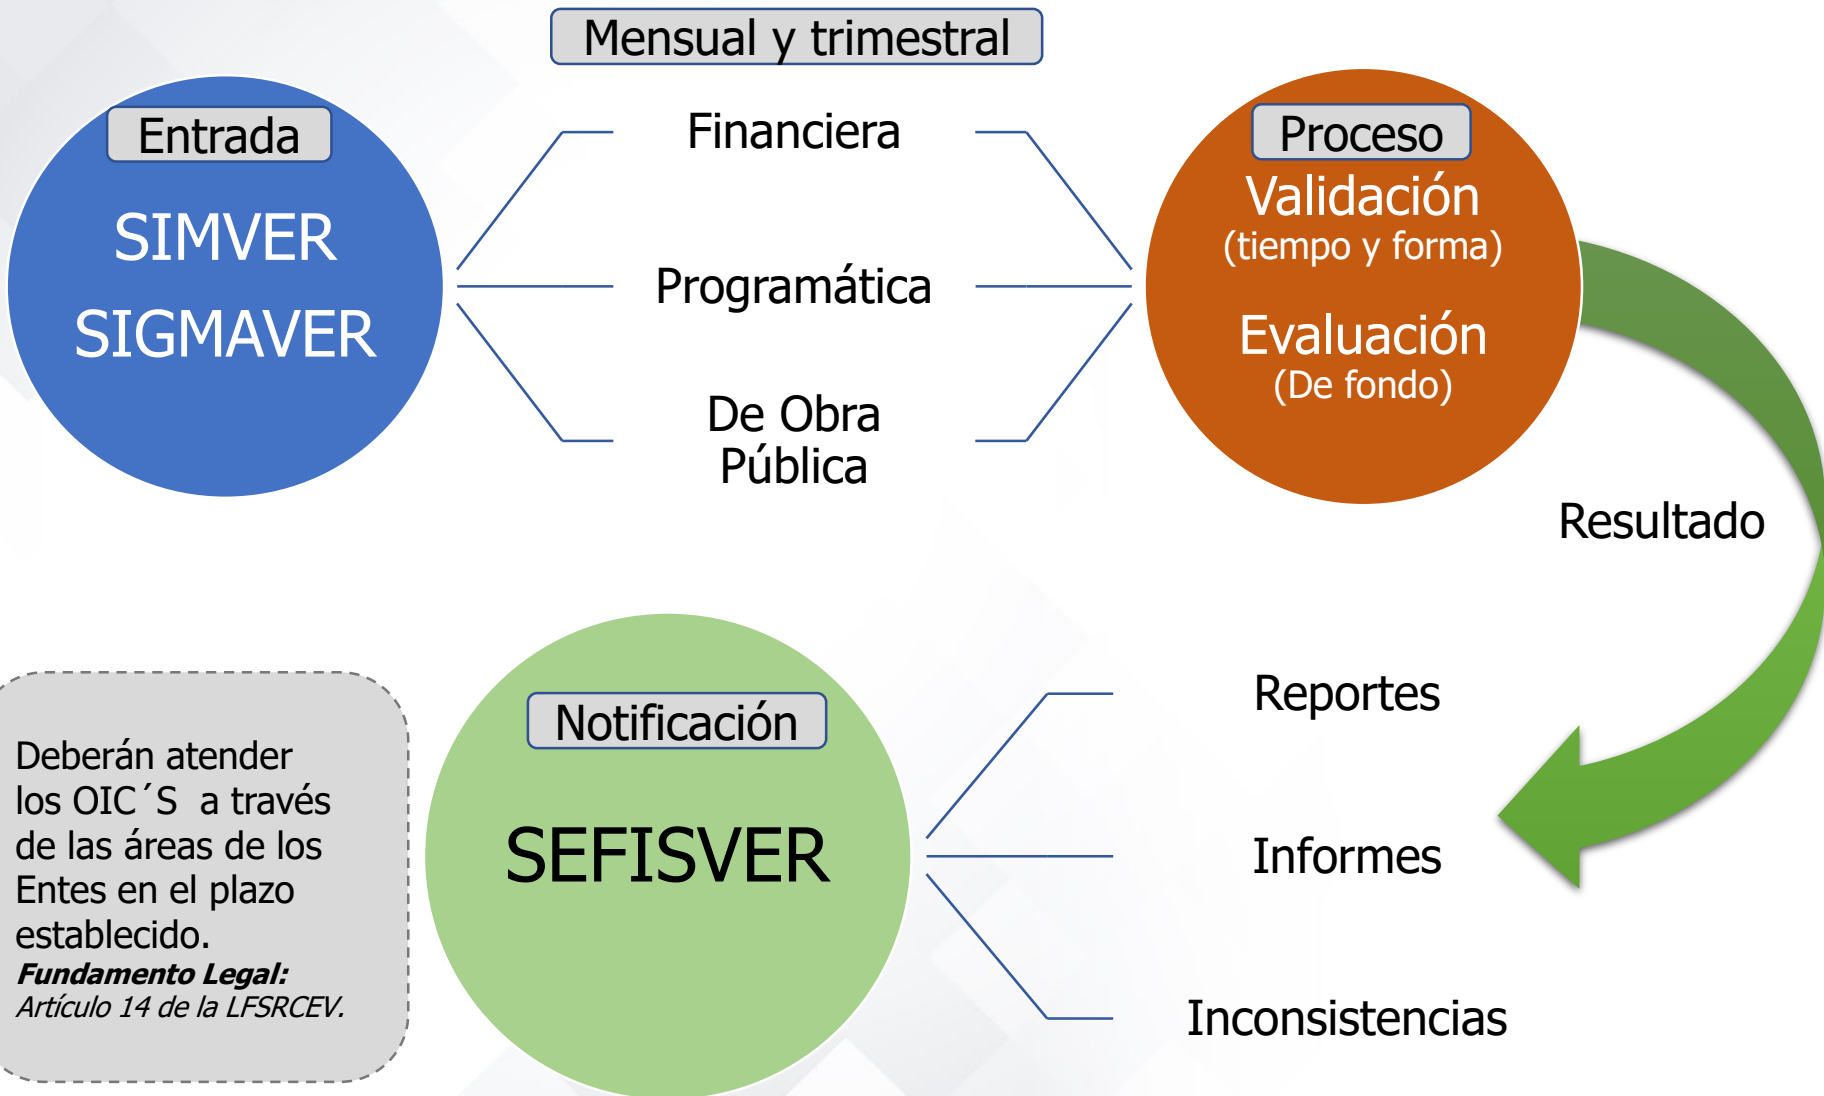 Mensual y trimestral
Entrada
SIMVER
SIGMAVER
Financiera
Programática
De Obra
Pública
Proceso
Validación
(tiempo y forma)
Evaluación
(De fondo)
Resultado
Reportes
Informes
Inconsistencias
Notificación
SEFISVER
Deberán atender
los OIC´S a través
de las áreas de los
Entes en el plazo
establecido.
Fundamento Legal:
Artículo 14 de la LFSRCEV.